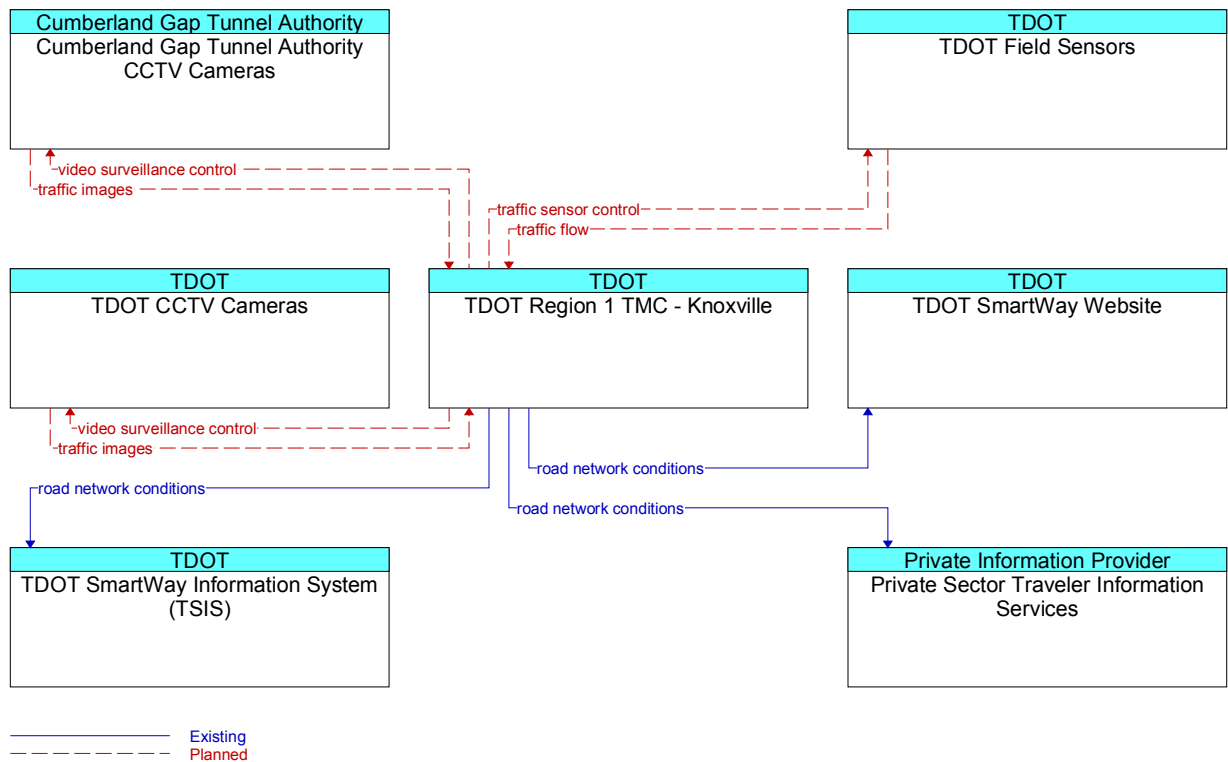 Cumberland Gap Tunnel Authority
Cumberland Gap Tunnel Authority
CCTV Cameras
TDOT
TDOT Field Sensors
video surveillance control
traffic images
traffic sensor control
traffic flow
TDOT
TDOT CCTV Cameras
TDOT
TDOT Region 1 TMC - Knoxville
TDOT
TDOT SmartWay Website
video surveillance control
traffic images
road network conditions
road network conditions
road network conditions
TDOT
TDOT SmartWay Information System
(TSIS)
Private Information Provider
Private Sector Traveler Information
Services
Existing
Planned